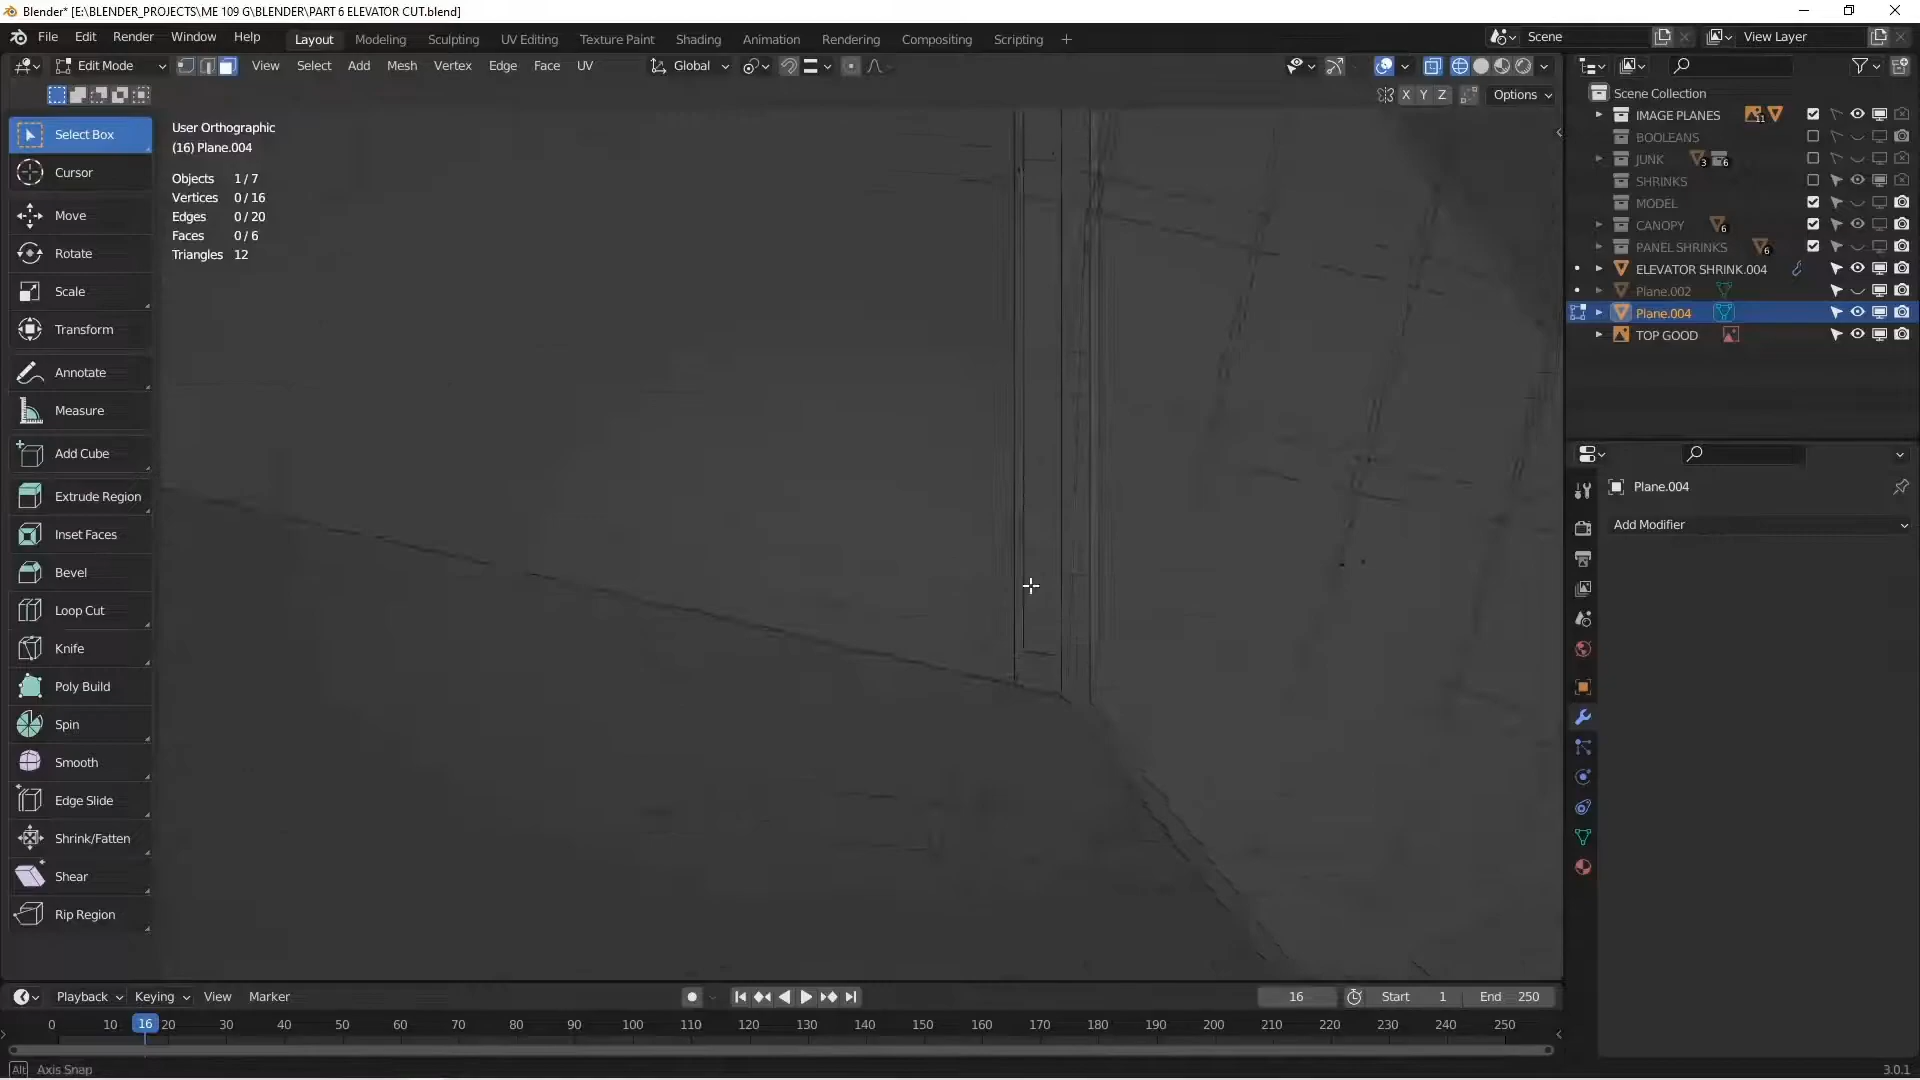 Blender* [E:\BLENDER_PROJECTS\ME 109 G\BLENDER\PART 6 ELEVATOR CUT.blend]
File Edit Render Window Help Layout Modeling Sculpting UV Editing Texture Paint Shading Animation Rendering Compositing Scripting + Scene View Layer
Edit Mode View Select Add Mesh Vertex Edge Face UV Global
X Y Z Options
Select Box
Cursor
Move
Rotate
Scale
Transform
Annotate
Measure
Add Cube
Extrude Region
Inset Faces
Bevel
Loop Cut
Knife
Poly Build
Spin
Smooth
Edge Slide
Shrink/Fatten
Shear
Rip Region
User Orthographic
(16) Plane.004
Objects 1 / 7
Vertices 0 / 16
Edges 0 / 20
Faces 0 / 6
Triangles 12
Scene Collection
IMAGE PLANES 11
BOOLEANS
JUNK 3 6
SHRINKS
MODEL
CANOPY 6
PANEL SHRINKS 6
ELEVATOR SHRINK.004
Plane.002
Plane.004
TOP GOOD
Plane.004
Add Modifier
Playback Keying View Marker 16 Start 1 End 250
0 10 16 20 30 40 50 60 70 80 90 100 110 120 130 140 150 160 170 180 190 200 210 220 230 240 250
Alt Axis Snap 3.0.1